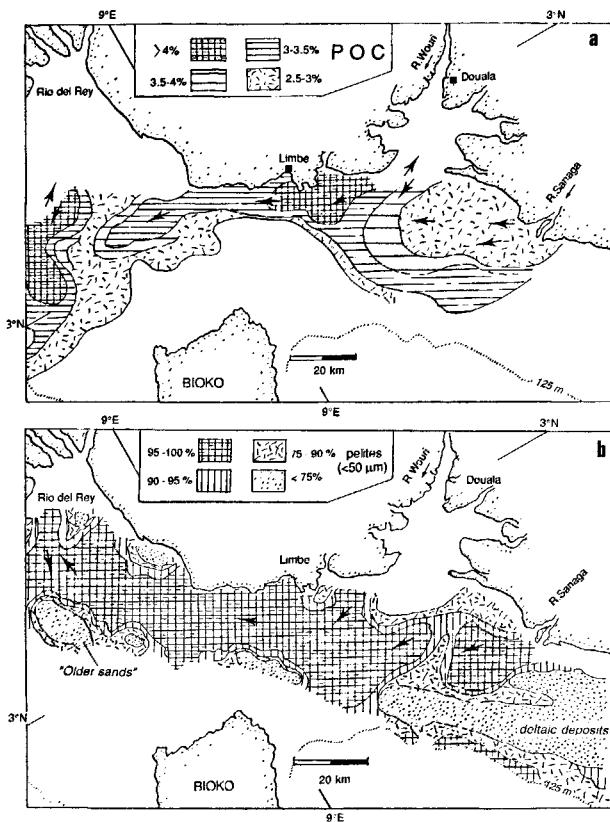 9°E
3°N
a
>4%
3-3.5%
POC
3.5-4%
2.5-3%
R.Wouri
Douala
Rio del Rey
Limbe
R.Sanaga
3°N
20 km
BIOKO
125 m
9°E
9°E
3°N
b
95-100 %
75 - 90 %
pelites
(<50 µm)
90 - 95%
< 75%
R Wouri
Douala
Rio del Rey
Limbe
R.Sanaga
"Older sands"
3°N
deltaic deposits
20 km
BIOKO
125 m
9°E